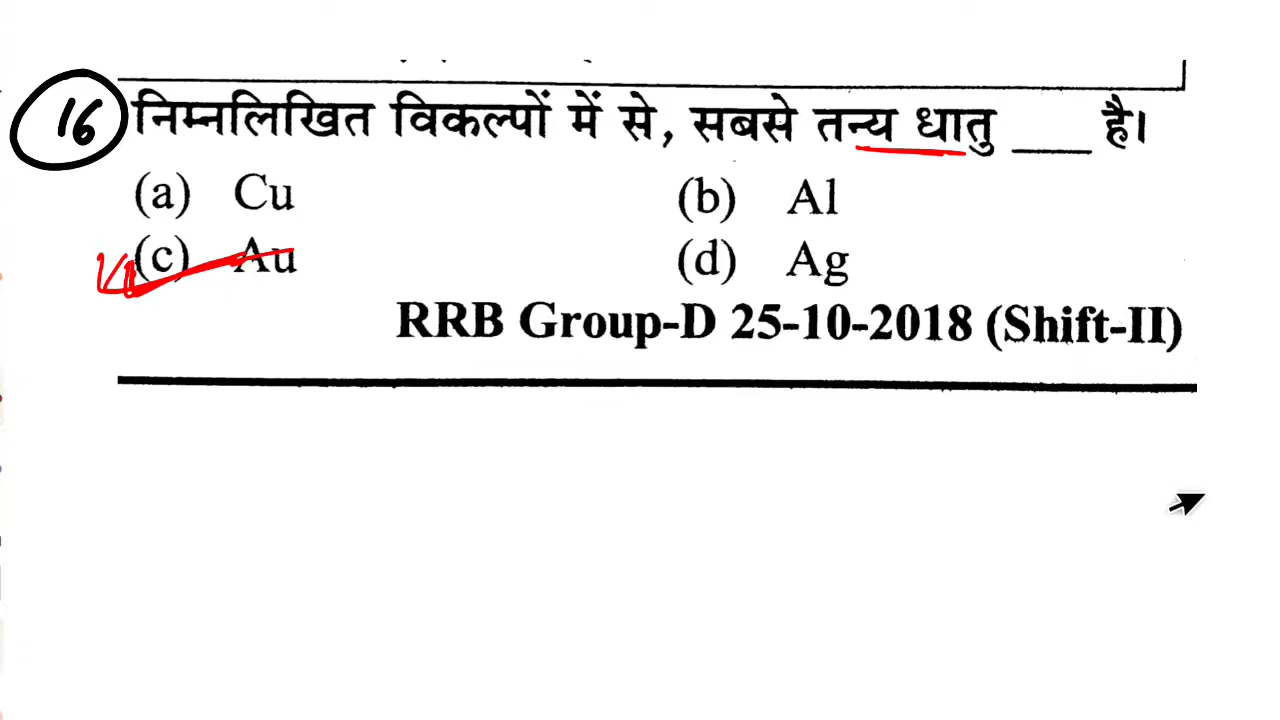 16 निम्नलिखित विकल्पों में से, सबसे तन्य धातु ___ है।
(a) Cu (b) Al
(c) Au (d) Ag
RRB Group-D 25-10-2018 (Shift-II)